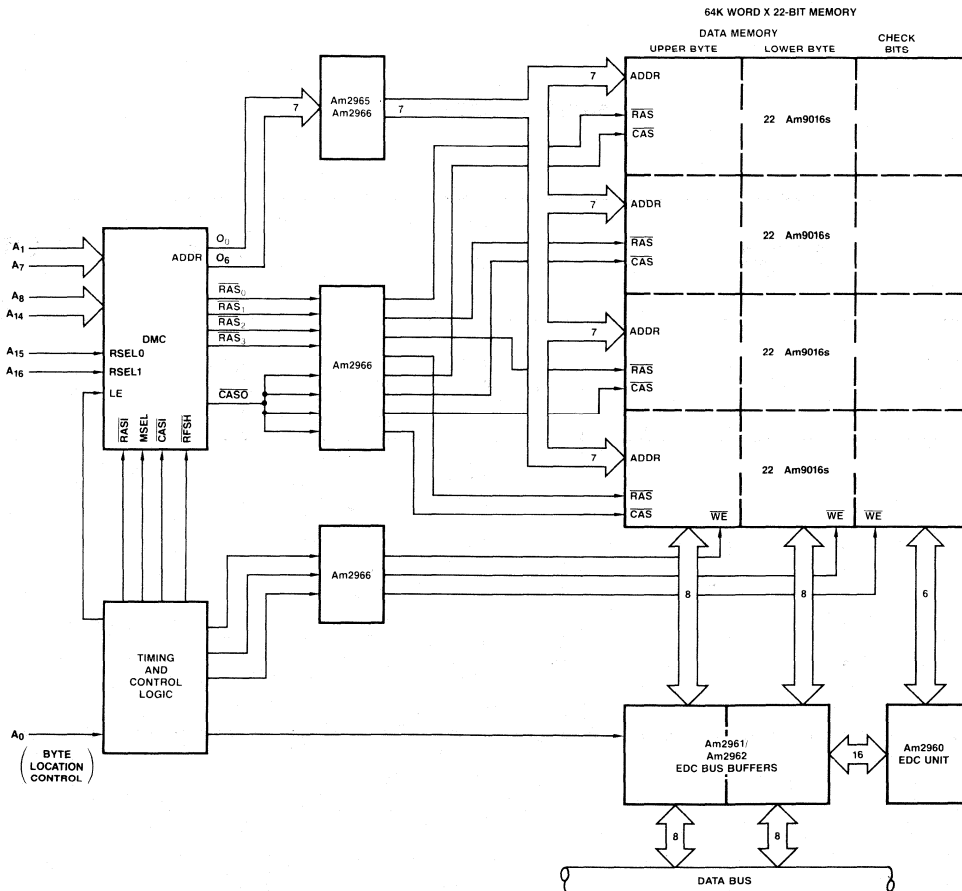 64K WORD X 22-BIT MEMORY
DATA MEMORY
UPPER BYTE
LOWER BYTE
CHECK
BITS
Am2965
Am2966
7
7
7
ADDR
RAS
CAS
22 Am9016s
7
ADDR
RAS
CAS
22 Am9016s
7
ADDR
RAS
CAS
22 Am9016s
7
ADDR
RAS
CAS
22 Am9016s
WE
WE
WE
A1
A7
A8
A14
A15
A16
ADDR
DMC
RSEL0
RSEL1
LE
RASI
MSEL
CASI
RFSH
O0
O6
RAS0
RAS1
RAS2
RAS3
CASO
Am2966
Am2966
TIMING
AND
CONTROL
LOGIC
A0
(BYTE
LOCATION
CONTROL)
8
8
6
Am2961/
Am2962
EDC BUS BUFFERS
16
Am2960
EDC UNIT
8
8
DATA BUS